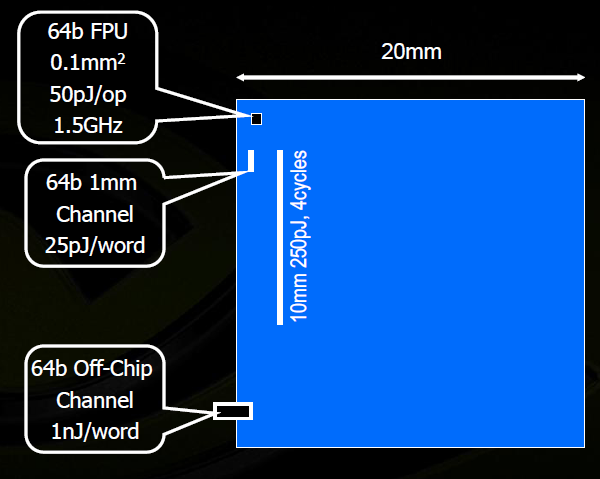 64b FPU
0.1mm²
50pJ/op
1.5GHz
20mm
64b 1mm
Channel
25pJ/word
10mm 250pJ, 4cycles
64b Off-Chip
Channel
1nJ/word